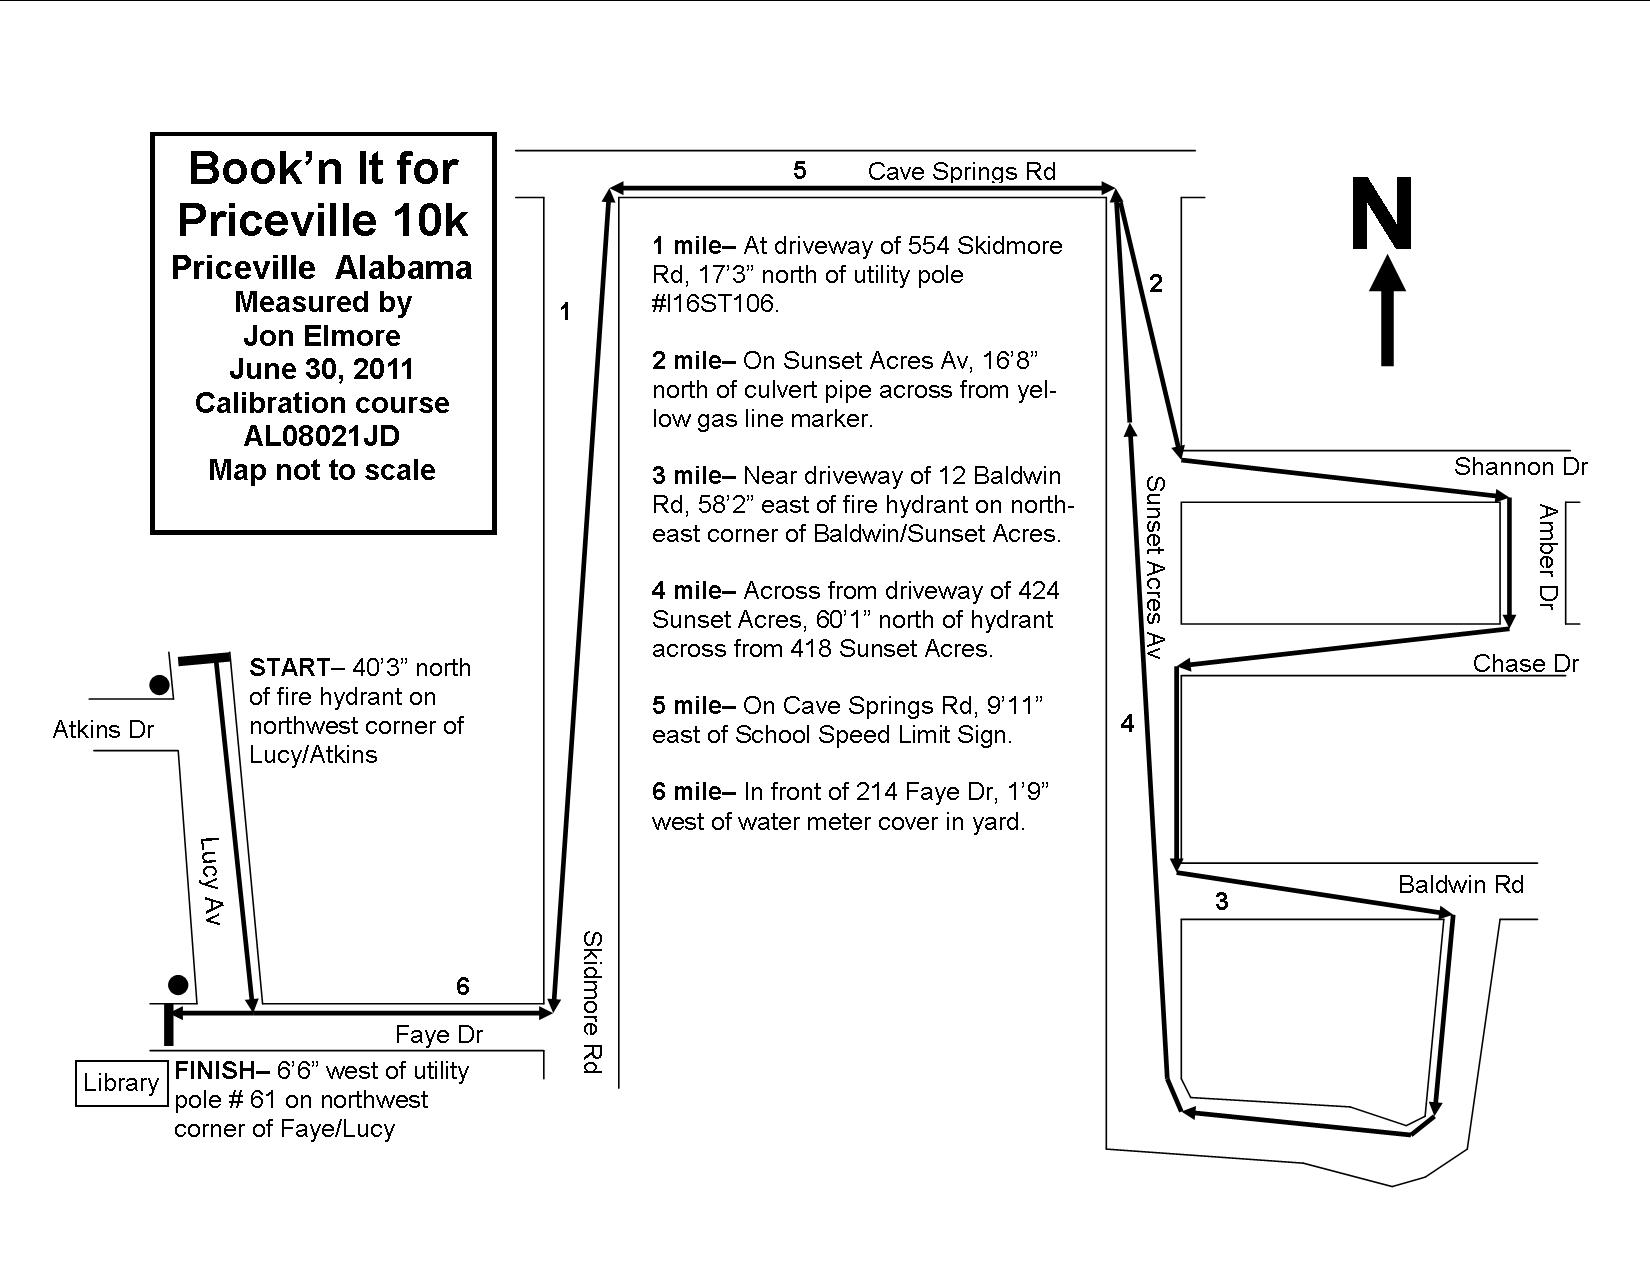 Book’n It for
Priceville 10k
Priceville Alabama
Measured by
Jon Elmore
June 30, 2011
Calibration course
AL08021JD
Map not to scale
5
Cave Springs Rd
N
1
2
1 mile– At driveway of 554 Skidmore
Rd, 17’3” north of utility pole
#I16ST106.
2 mile– On Sunset Acres Av, 16’8”
north of culvert pipe across from yel-
low gas line marker.
3 mile– Near driveway of 12 Baldwin
Rd, 58’2” east of fire hydrant on north-
east corner of Baldwin/Sunset Acres.
4 mile– Across from driveway of 424
Sunset Acres, 60’1” north of hydrant
across from 418 Sunset Acres.
5 mile– On Cave Springs Rd, 9’11”
east of School Speed Limit Sign.
6 mile– In front of 214 Faye Dr, 1’9”
west of water meter cover in yard.
Shannon Dr
Sunset Acres Av
Amber Dr
Chase Dr
4
Baldwin Rd
3
START– 40’3” north
of fire hydrant on
northwest corner of
Lucy/Atkins
Atkins Dr
Lucy Av
Skidmore Rd
6
Faye Dr
Library
FINISH– 6’6” west of utility
pole # 61 on northwest
corner of Faye/Lucy